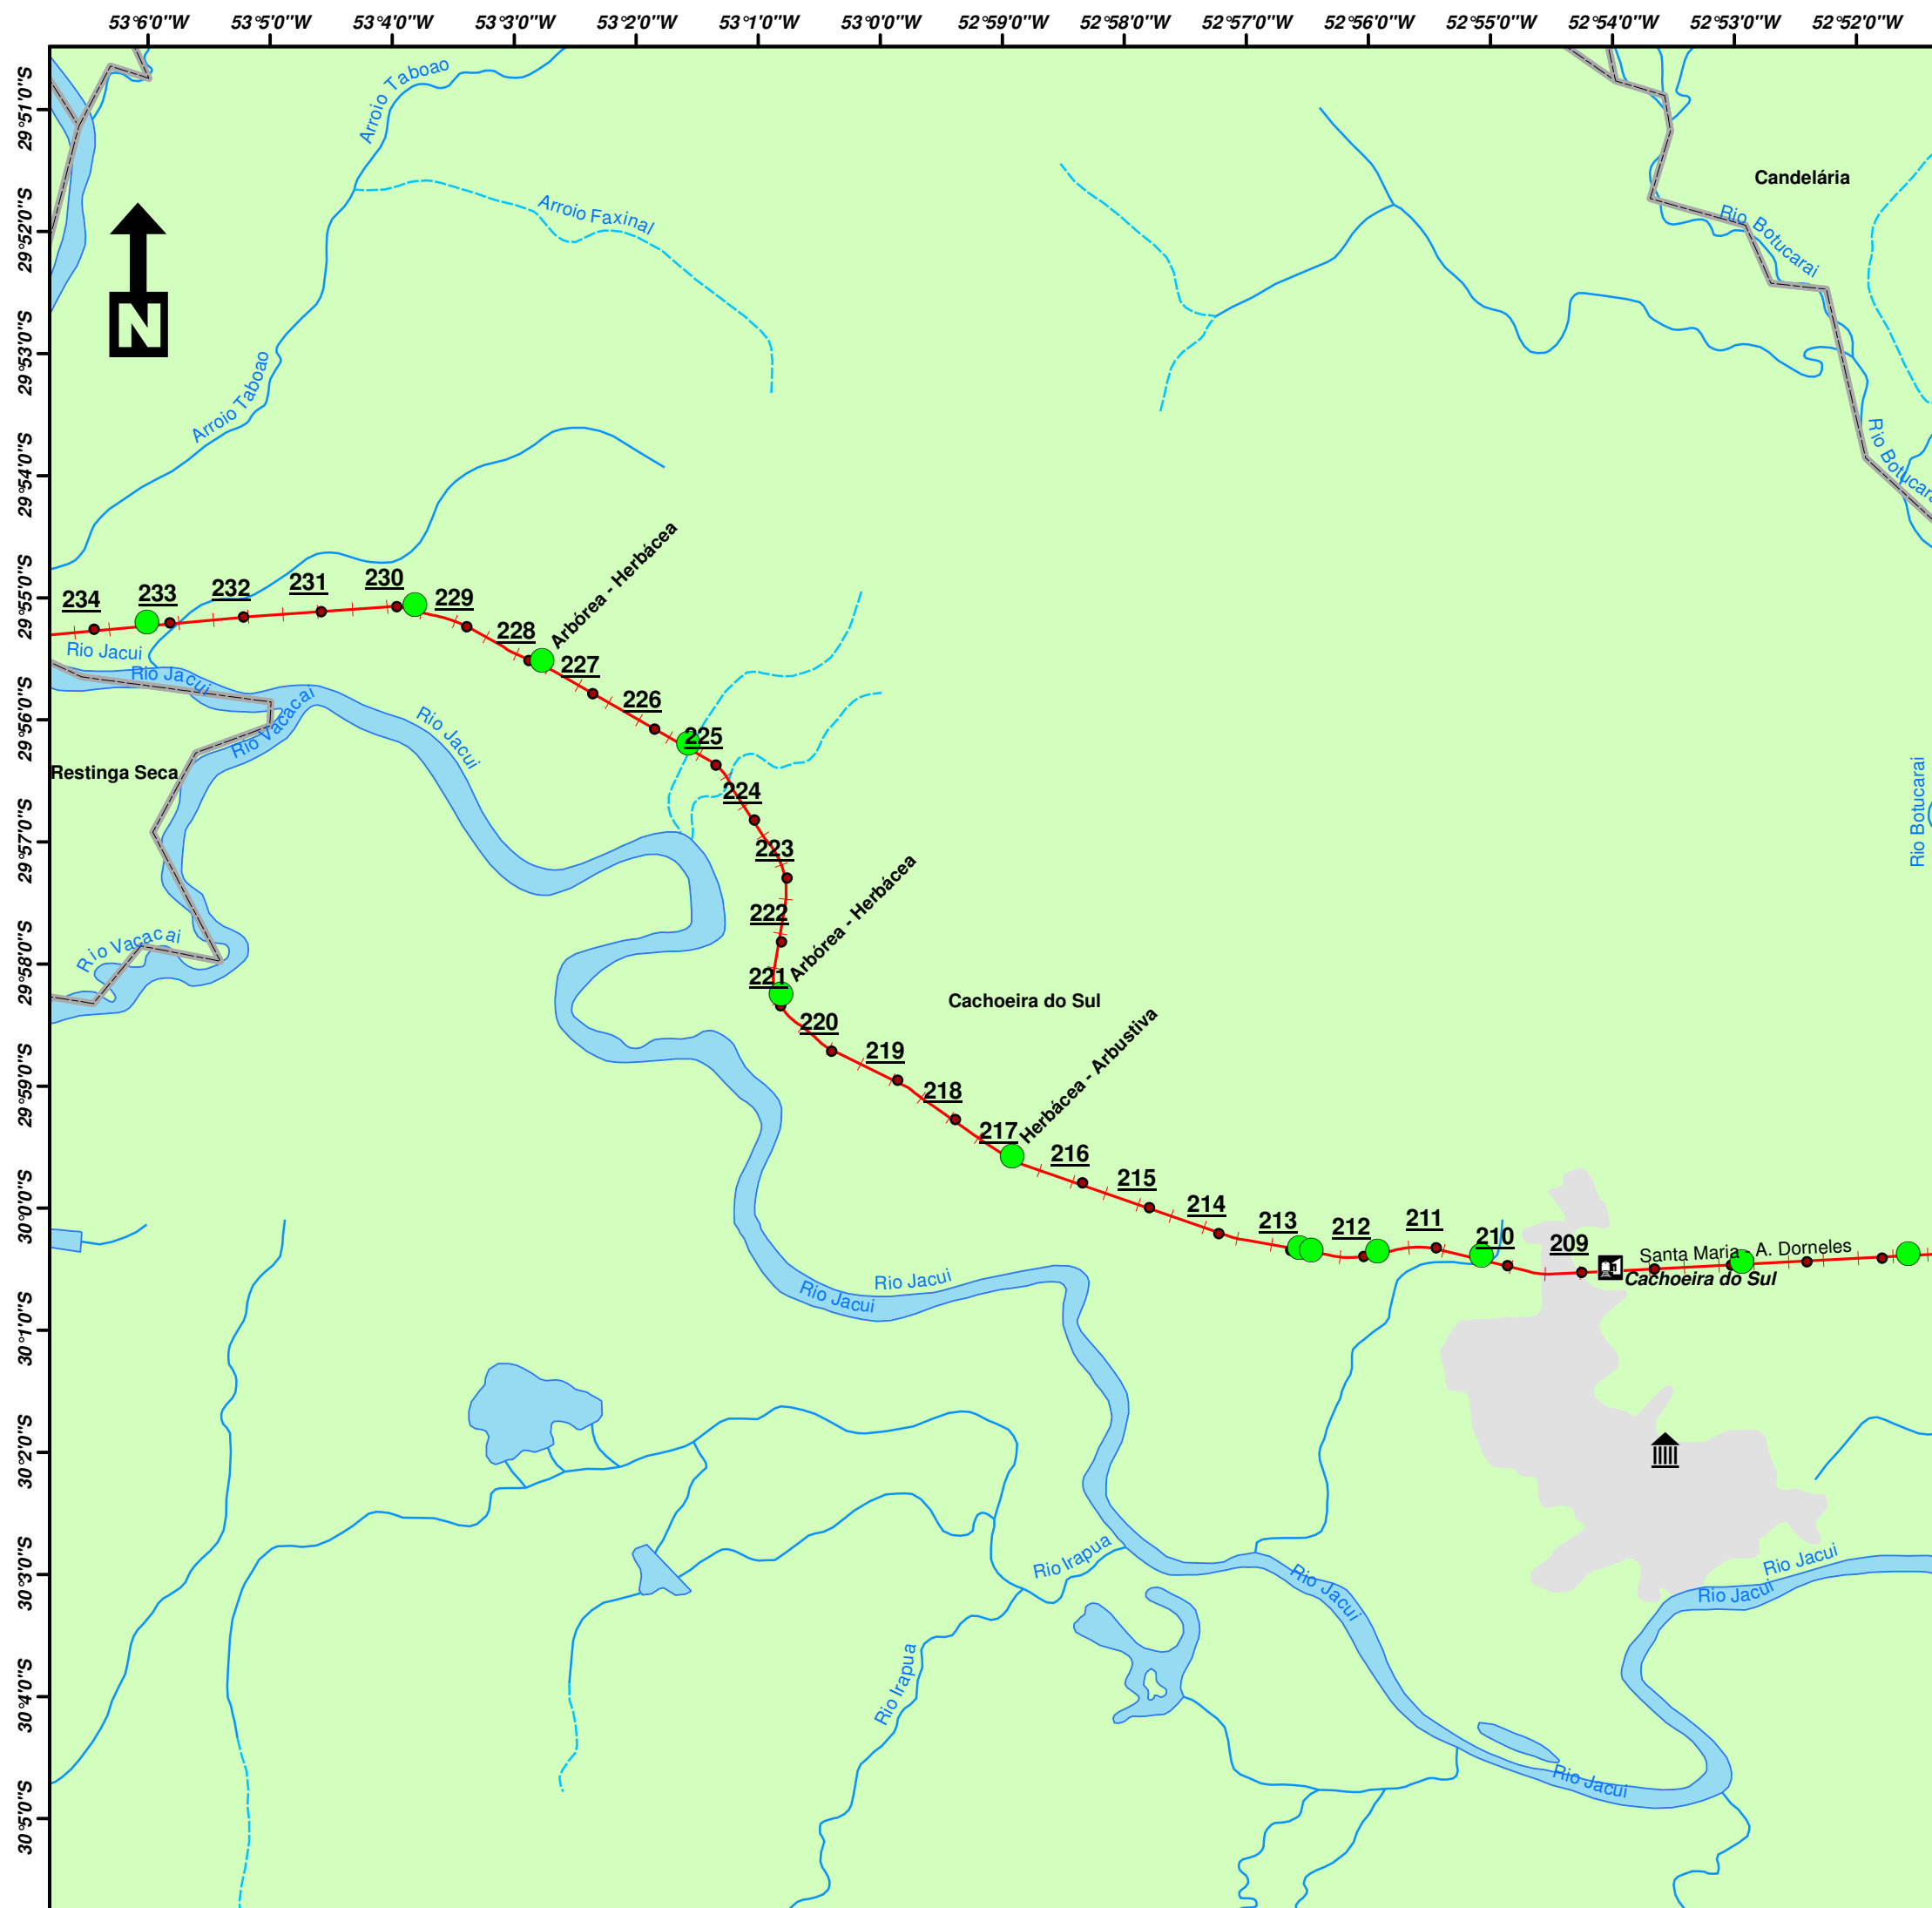 53°6'0"W 53°5'0"W 53°4'0"W 53°3'0"W 53°2'0"W 53°1'0"W 53°0'0"W 52°59'0"W 52°58'0"W 52°57'0"W 52°56'0"W 52°55'0"W 52°54'0"W 52°53'0"W 52°52'0"W
29°51'0"S
29°52'0"S
29°53'0"S
29°54'0"S
29°55'0"S
29°56'0"S
29°57'0"S
29°58'0"S
29°59'0"S
30°0'0"S
30°1'0"S
30°2'0"S
30°3'0"S
30°4'0"S
30°5'0"S
Arroio Taboao
Candelária
Arroio Faxinal
Rio Botucarai
N
Arroio Taboao
Rio Botucara
Arbórea - Herbácea
234
233
232
231
230
229
228
227
226
225
224
223
222
221
220
219
218
217
216
215
214
213
212
211
210
209
Rio Jacui
Rio Jacui
Rio Vacacai
Rio Jacui
Restinga Seca
Rio Botucarai
Rio Vacacai
Arbórea - Herbácea
Cachoeira do Sul
Herbácea - Arbustiva
Santa Maria - A. Dorneles
Cachoeira do Sul
Rio Jacui
Rio Jacui
Rio Irapua
Rio Jacui
Rio Jacui
Rio Jacui
Rio Irapua
Rio Jacui